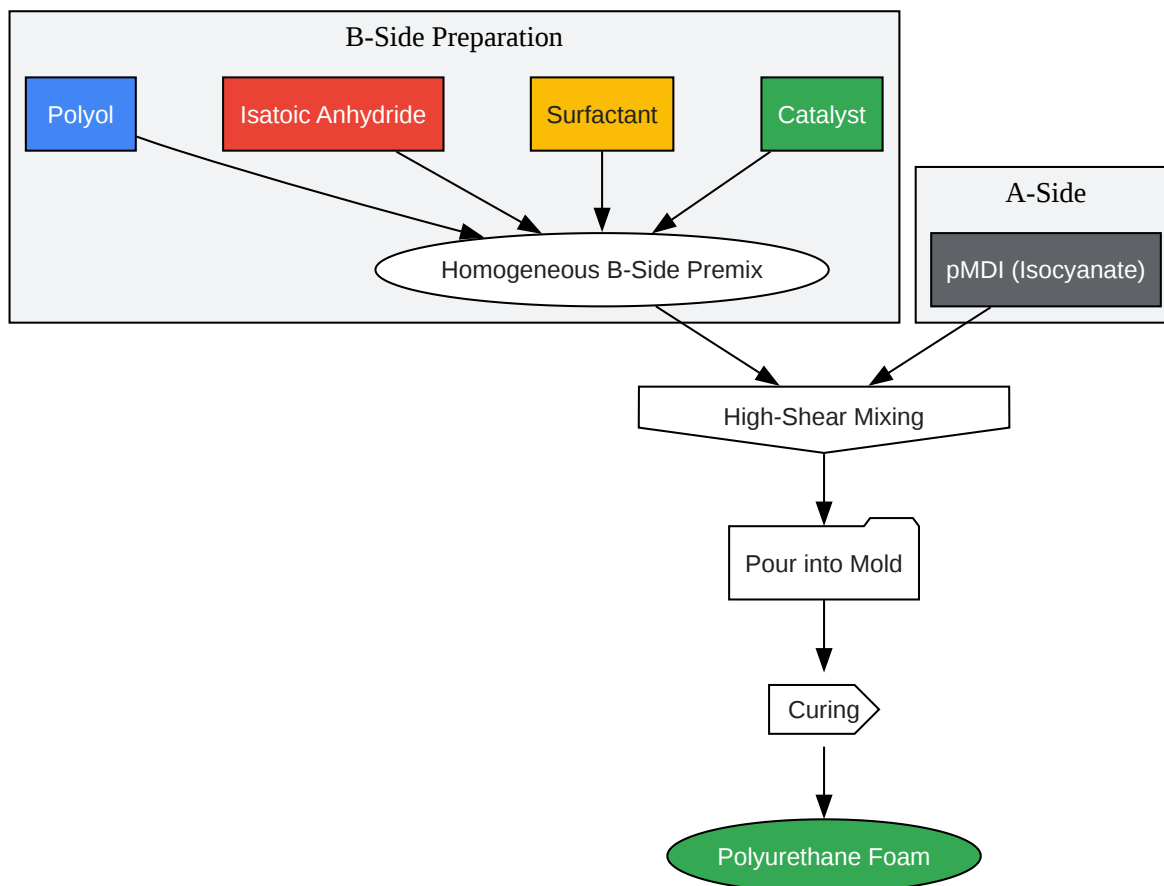 B-Side Preparation
Polyol
Isatoic Anhydride
Surfactant
Catalyst
Homogeneous B-Side Premix
A-Side
pMDI (Isocyanate)
High-Shear Mixing
Pour into Mold
Curing
Polyurethane Foam